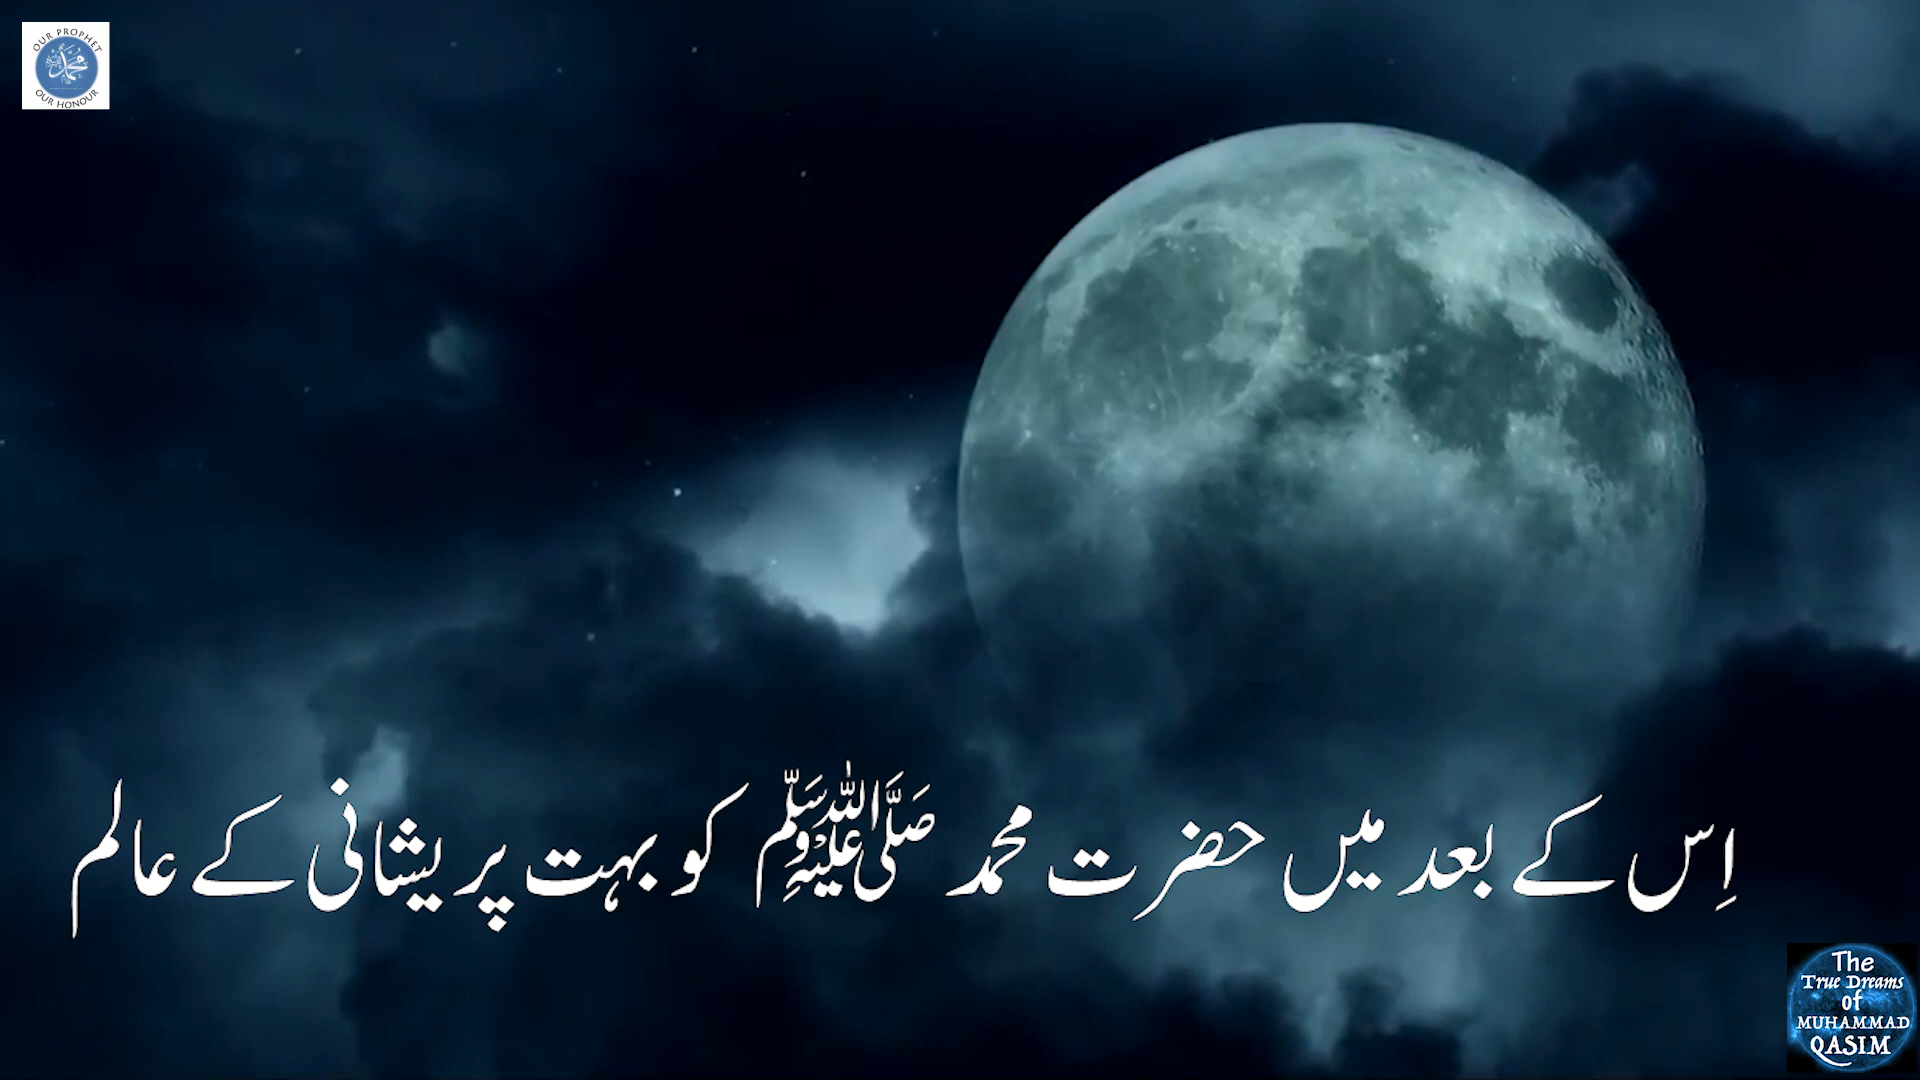 OUR PROPHET
محمد
OUR HONOUR
اِس کے بعد میں حضرت محمد ﷺ کو بہت پریشانی کے عالم
The
True Dreams
of
MUHAMMAD
QASIM